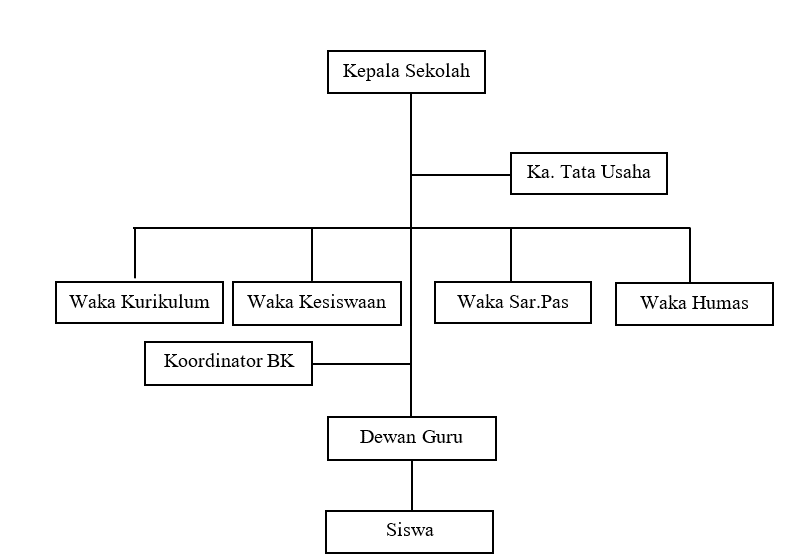 Kepala Sekolah
Ka. Tata Usaha
Waka Kurikulum
Waka Kesiswaan
Waka Sar.Pas
Waka Humas
Koordinator BK
Dewan Guru
Siswa